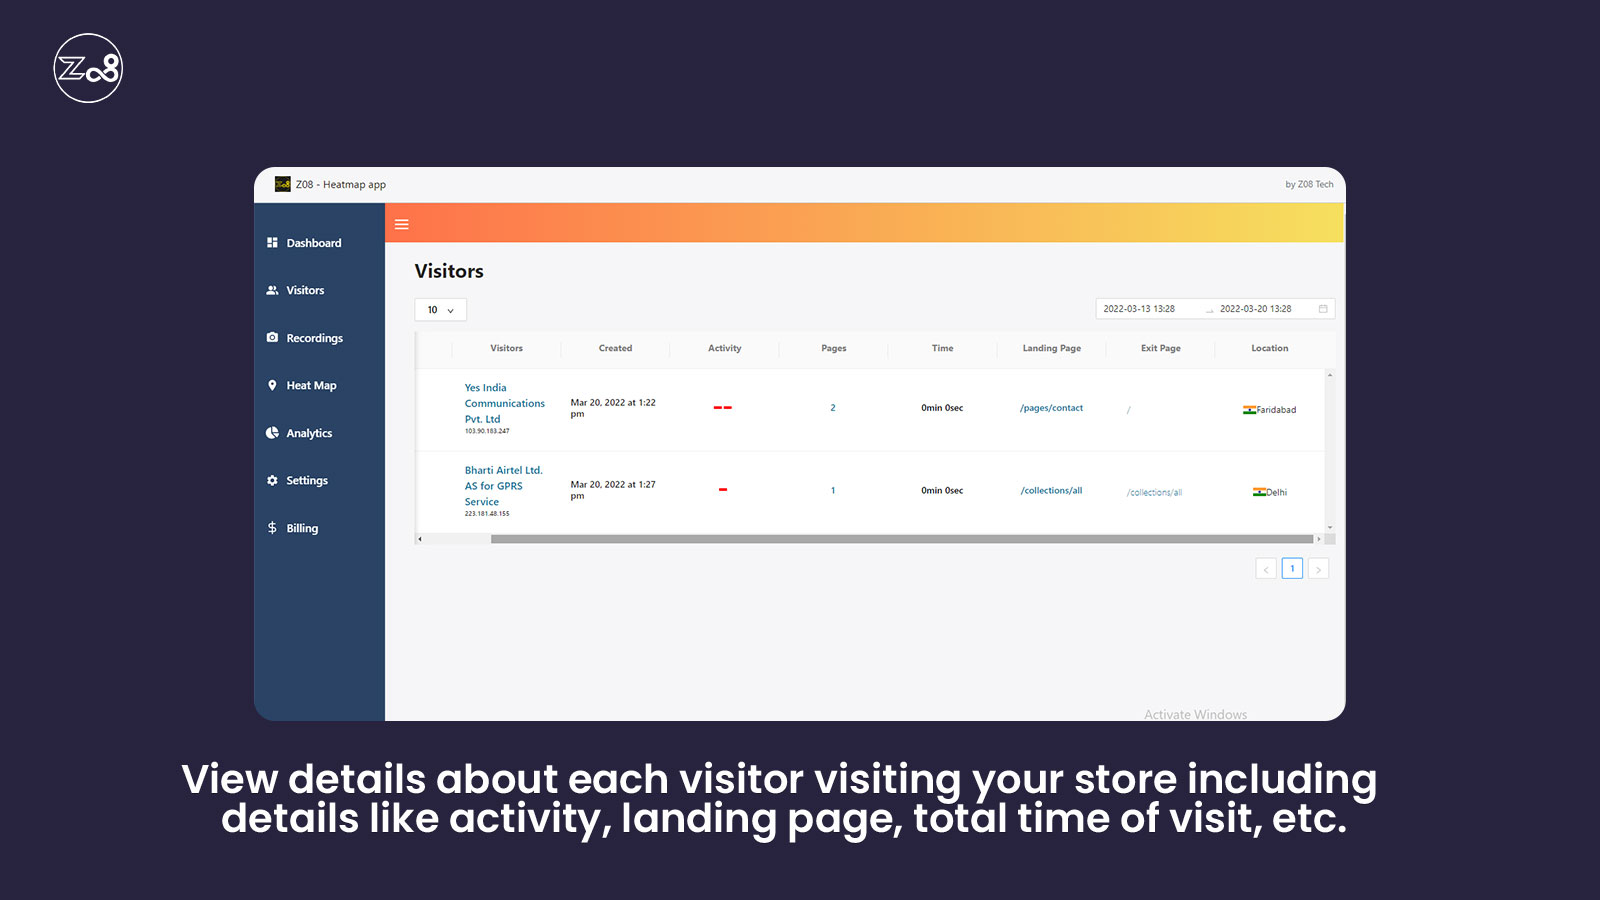 Z08
Z08 - Heatmap app
by Z08 Tech
Dashboard
Visitors
Recordings
Heat Map
Analytics
Settings
Billing
Visitors
10
2022-03-13 13:28
2022-03-20 13:28
Visitors Created Activity Pages Time Landing Page Exit Page Location
Yes India
Communications
Pvt. Ltd
103.90.183.247
Mar 20, 2022 at 1:22
pm
2
0min 0sec
/pages/contact
/
Faridabad
Bharti Airtel Ltd.
AS for GPRS
Service
223.181.48.155
Mar 20, 2022 at 1:27
pm
1
0min 0sec
/collections/all
/collections/all
Delhi
< 1 >
Activate Windows
View details about each visitor visiting your store including
details like activity, landing page, total time of visit, etc.